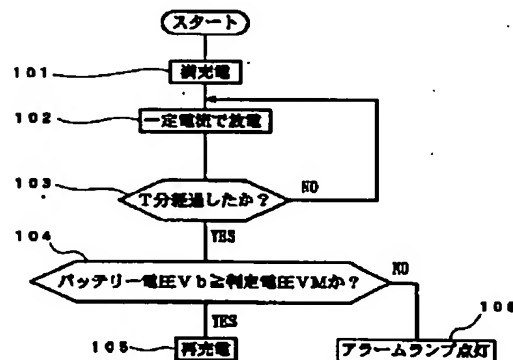 スタート
101
満充電
102
一定電流で放電
103
T分経過したか？
NO
YES
104
バッテリー電圧Vb≧判定電圧VMか？
NO
YES
106
105
再充電
アラームランプ点灯